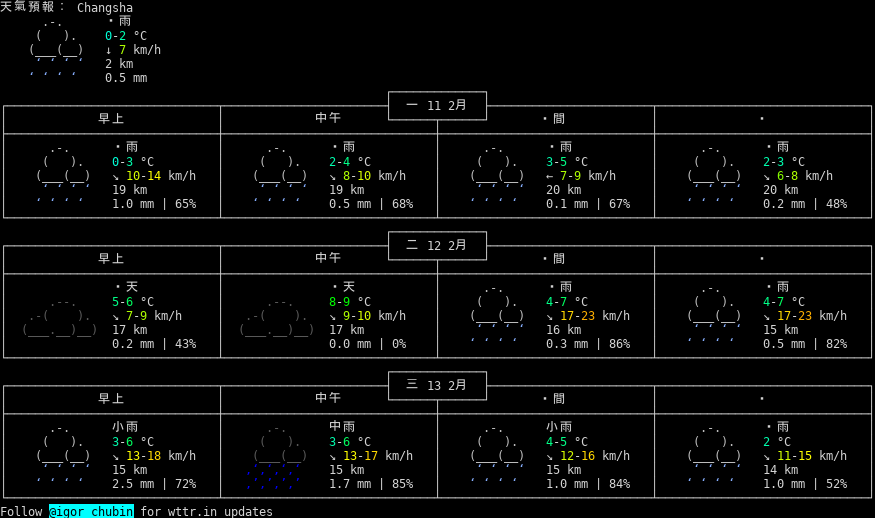 天氣預報： Changsha
・雨
0-2 °C
↓ 7 km/h
2 km
0.5 mm
一 11 2月
早上 中午 ・間 ・
・雨 ・雨 ・雨 ・雨
0-3 °C 2-4 °C 3-5 °C 2-3 °C
↘ 10-14 km/h ↘ 8-10 km/h ← 7-9 km/h ↘ 6-8 km/h
19 km 19 km 20 km 20 km
1.0 mm | 65% 0.5 mm | 68% 0.1 mm | 67% 0.2 mm | 48%
二 12 2月
早上 中午 ・間 ・
・天 ・天 ・雨 ・雨
5-6 °C 8-9 °C 4-7 °C 4-7 °C
↘ 7-9 km/h ↘ 9-10 km/h ↘ 17-23 km/h ↘ 17-23 km/h
17 km 17 km 16 km 15 km
0.2 mm | 43% 0.0 mm | 0% 0.3 mm | 86% 0.5 mm | 82%
三 13 2月
早上 中午 ・間 ・
小雨 中雨 小雨 ・雨
3-6 °C 3-6 °C 4-5 °C 2 °C
↘ 13-18 km/h ↘ 13-17 km/h ↘ 12-16 km/h ↘ 11-15 km/h
15 km 15 km 15 km 14 km
2.5 mm | 72% 1.7 mm | 85% 1.0 mm | 84% 1.0 mm | 52%
Follow @igor_chubin for wttr.in updates